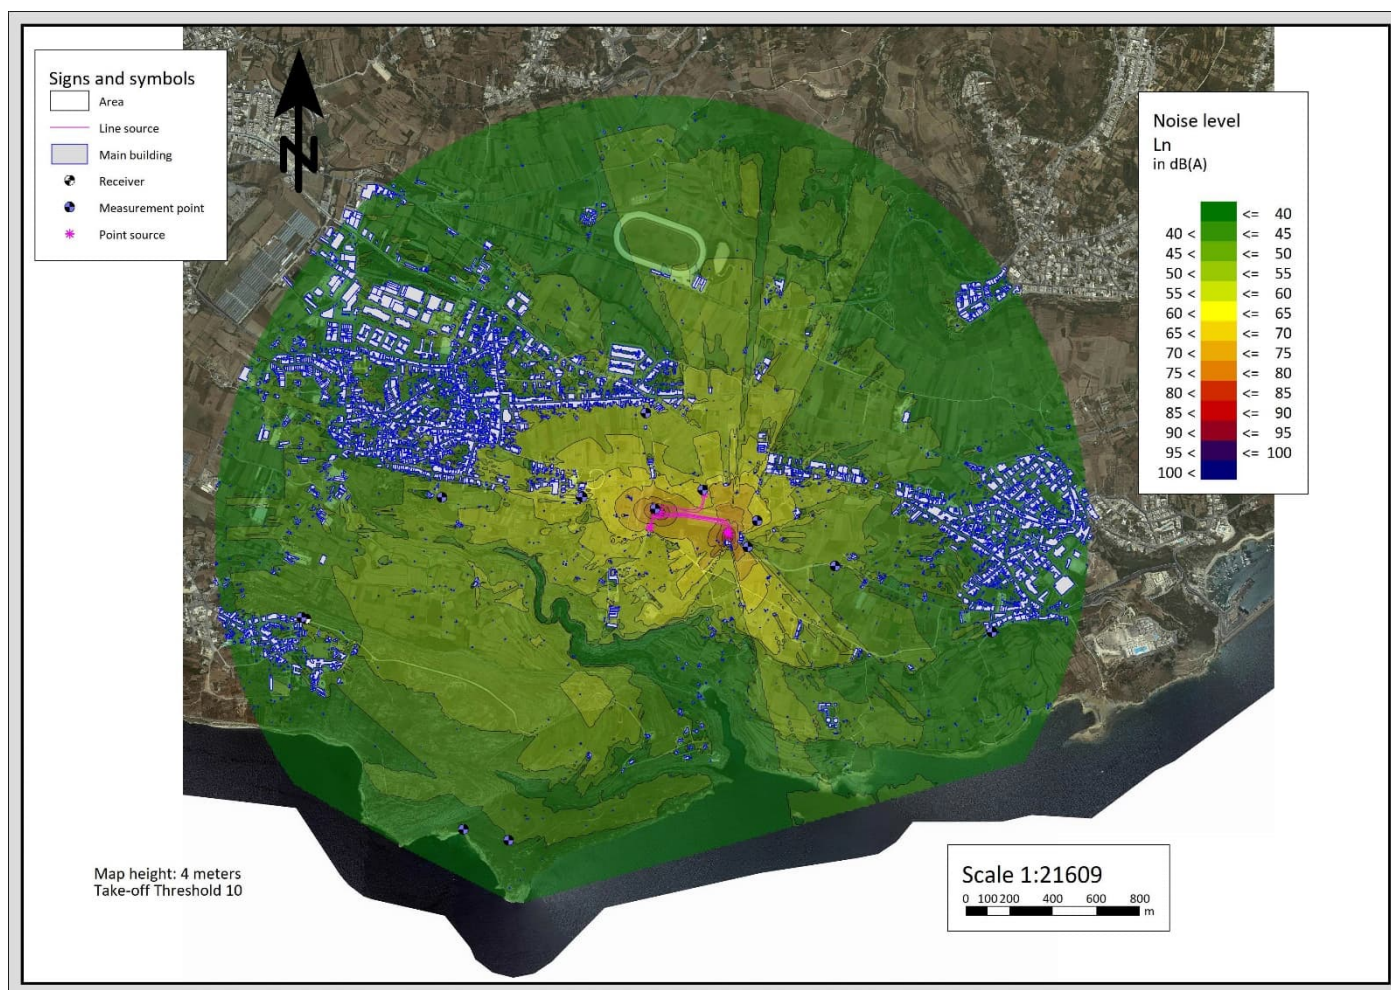 Signs and symbols
Area
Line source
Main building
Receiver
Measurement point
Point source
N
Noise level
Ln
in dB(A)
<= 40
40 < <= 45
45 < <= 50
50 < <= 55
55 < <= 60
60 < <= 65
65 < <= 70
70 < <= 75
75 < <= 80
80 < <= 85
85 < <= 90
90 < <= 95
95 < <= 100
100 <
Map height: 4 meters
Take-off Threshold 10
Scale 1:21609
0 100 200 400 600 800
m